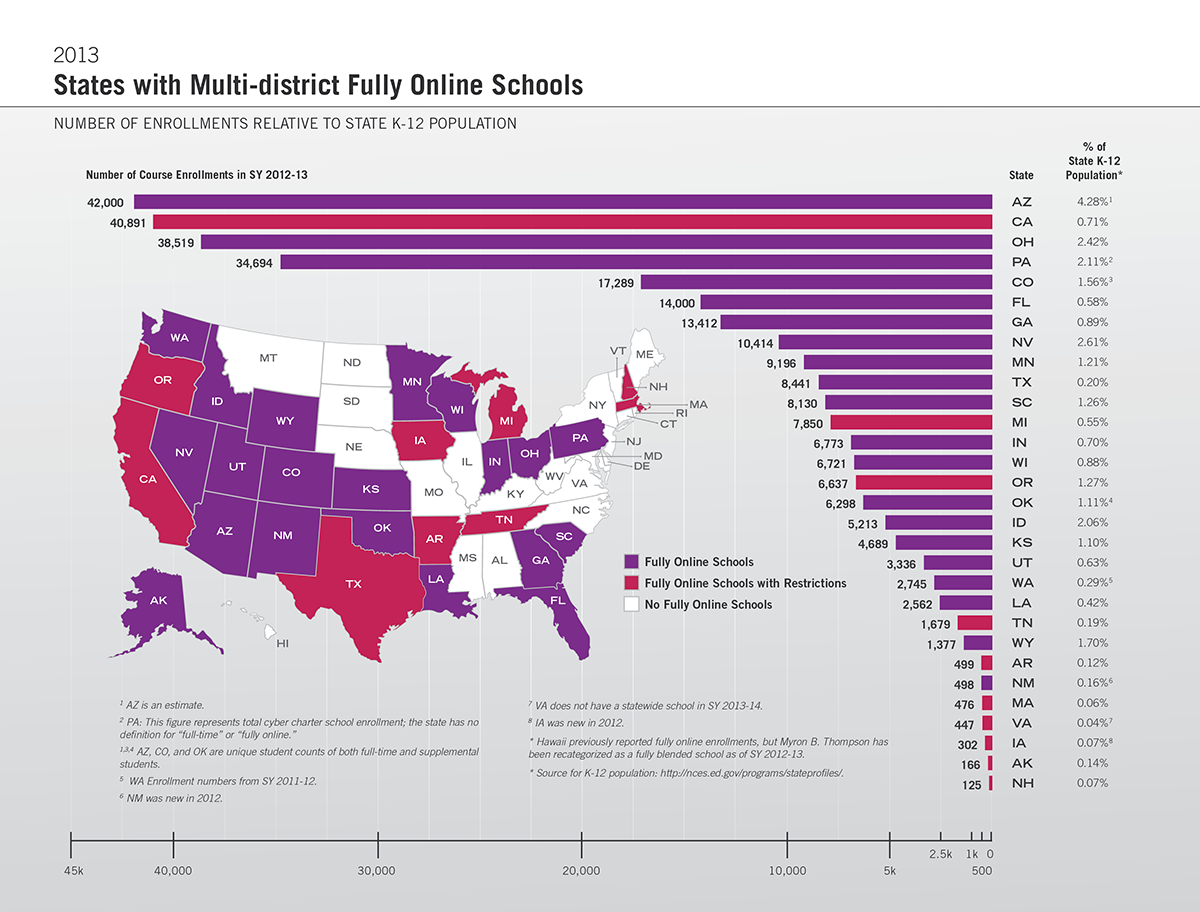 2013
States with Multi-district Fully Online Schools
NUMBER OF ENROLLMENTS RELATIVE TO STATE K-12 POPULATION
Number of Course Enrollments in SY 2012-13
State
% of
State K-12
Population*
42,000 AZ 4.28%¹
40,891 CA 0.71%
38,519 OH 2.42%
34,694 PA 2.11%²
17,289 CO 1.56%³
14,000 FL 0.58%
13,412 GA 0.89%
10,414 NV 2.61%
9,196 MN 1.21%
8,441 TX 0.20%
8,130 SC 1.26%
7,850 MI 0.55%
6,773 IN 0.70%
6,721 WI 0.88%
6,637 OR 1.27%
6,298 OK 1.11%⁴
5,213 ID 2.06%
4,689 KS 1.10%
3,336 UT 0.63%
2,745 WA 0.29%⁵
2,562 LA 0.42%
1,679 TN 0.19%
1,377 WY 1.70%
499 AR 0.12%
498 NM 0.16%⁶
476 MA 0.06%
447 VA 0.04%⁷
302 IA 0.07%⁸
166 AK 0.14%
125 NH 0.07%
WA
MT
ND
MN
VT
ME
OR
ID
WY
SD
WI
MI
NY
NH
MA
RI
CT
NV
UT
CO
NE
IA
IL
IN
OH
PA
NJ
MD
DE
CA
KS
MO
KY
WV
VA
AZ
NM
OK
AR
TN
NC
SC
TX
LA
MS
AL
GA
FL
AK
HI
Fully Online Schools
Fully Online Schools with Restrictions
No Fully Online Schools
¹ AZ is an estimate.
² PA: This figure represents total cyber charter school enrollment; the state has no
definition for “full-time” or “fully online.”
¹,³,⁴ AZ, CO, and OK are unique student counts of both full-time and supplemental
students.
⁵ WA Enrollment numbers from SY 2011-12.
⁶ NM was new in 2012.
⁷ VA does not have a statewide school in SY 2013-14.
⁸ IA was new in 2012.
* Hawaii previously reported fully online enrollments, but Myron B. Thompson has
been recategorized as a fully blended school as of SY 2012-13.
* Source for K-12 population: http://nces.ed.gov/programs/stateprofiles/.
2.5k 1k 0
45k 40,000 30,000 20,000 10,000 5k 500